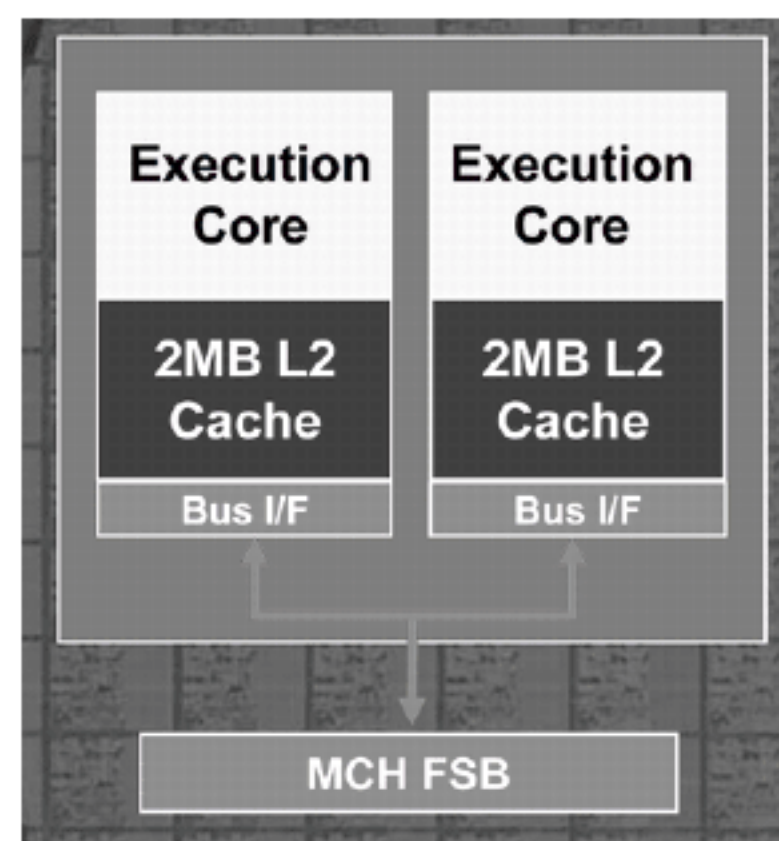 Execution
Core
2MB L2
Cache
Bus I/F
Execution
Core
2MB L2
Cache
Bus I/F
MCH FSB